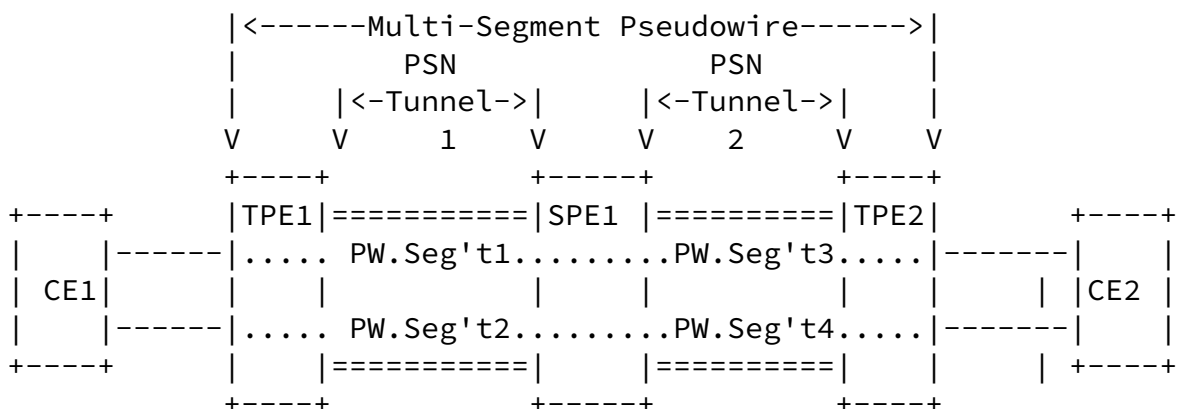 |<------Multi-Segment Pseudowire------>|
|         PSN              PSN         |
|     |<-Tunnel->|     |<-Tunnel->|    |
V     V     1    V     V     2    V    V
+----+           +-----+          +----+
+----+      |TPE1|===========|SPE1 |==========|TPE2|      +----+
|    |------|..... PW.Seg't1.........PW.Seg't3.....|-------|    |
| CE1|      |    |           |     |          |    |     | |CE2 |
|    |------|..... PW.Seg't2.........PW.Seg't4.....|-------|    |
+----+      |    |===========|     |==========|    |     | +----+
+----+           +-----+          +----+